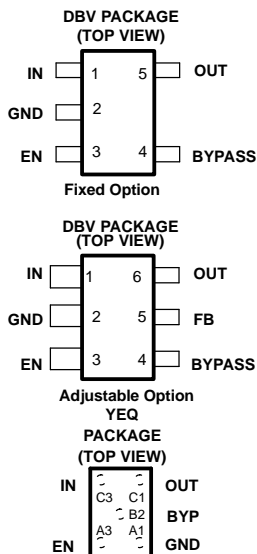 DBV PACKAGE
(TOP VIEW)
IN 1 5 OUT
GND 2
EN 3 4 BYPASS
Fixed Option
DBV PACKAGE
(TOP VIEW)
IN 1 6 OUT
GND 2 5 FB
EN 3 4 BYPASS
Adjustable Option
YEQ
PACKAGE
(TOP VIEW)
IN C3 C1 OUT
B2 BYP
A3 A1
EN GND